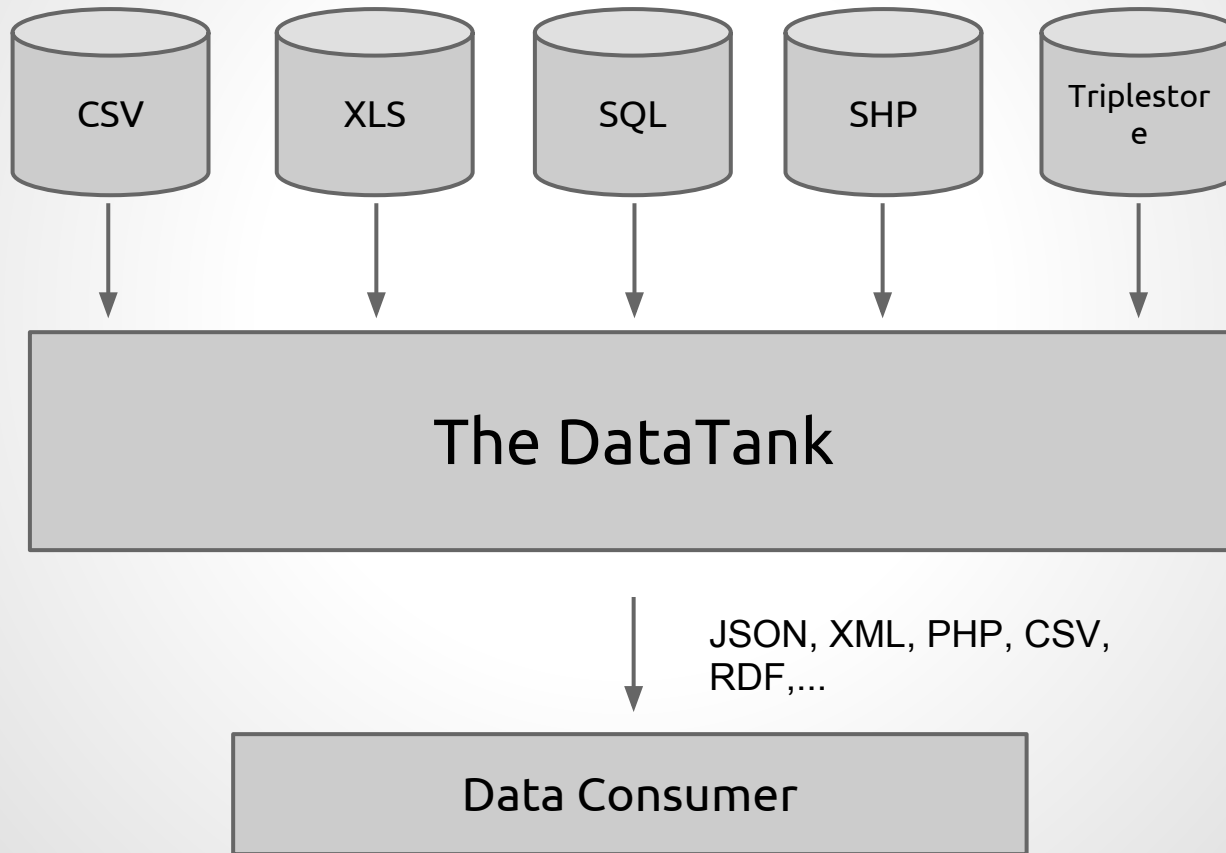 CSV
XLS
SQL
SHP
Triplestor
e
The DataTank
JSON, XML, PHP, CSV,
RDF,...
Data Consumer